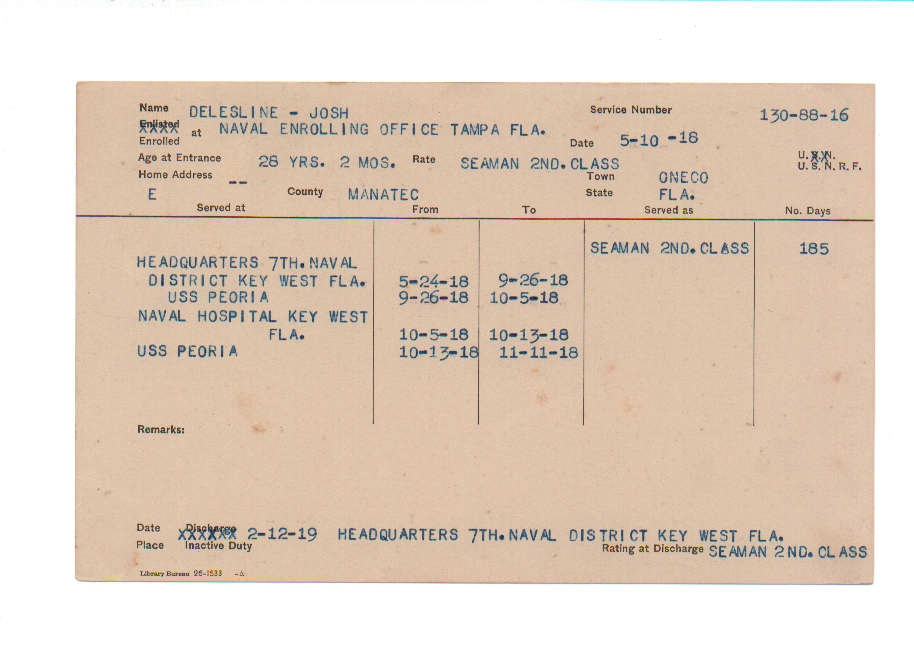 Name DELESLINE - JOSH Service Number 130-88-16
Enlisted XXXX at NAVAL ENROLLING OFFICE TAMPA FLA.
Enrolled Date 5-10 -18
Age at Entrance 28 YRS. 2 MOS. Rate SEAMAN 2ND. CLASS U.S.N.
U.S.N.R.F.
Home Address -- Town ONECO
E County MANATEC State FLA.
Served at From To Served as No. Days
SEAMAN 2ND. CLASS 185
HEADQUARTERS 7TH. NAVAL
DISTRICT KEY WEST FLA. 5-24-18 9-26-18
USS PEORIA 9-26-18 10-5-18
NAVAL HOSPITAL KEY WEST
FLA. 10-5-18 10-13-18
USS PEORIA 10-13-18 11-11-18
Remarks:
Date Discharge XXXXXX 2-12-19 HEADQUARTERS 7TH. NAVAL DISTRICT KEY WEST FLA.
Place Inactive Duty Rating at Discharge SEAMAN 2ND. CLASS
Library Bureau 26-1533